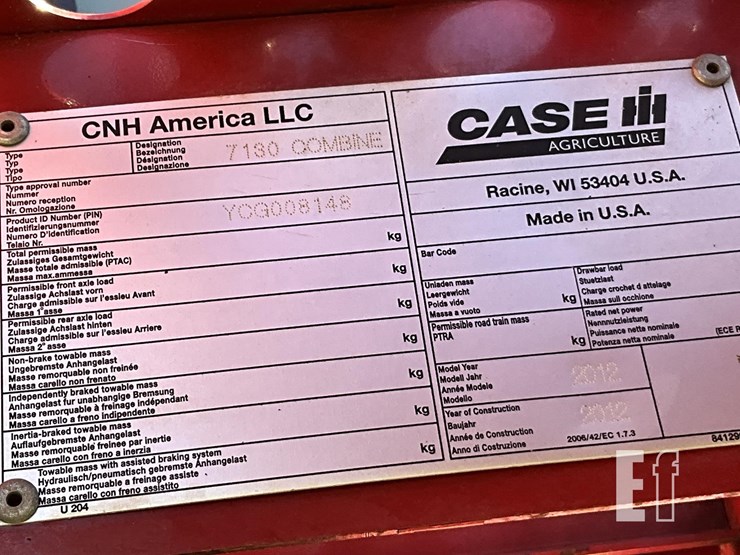 CNH America LLC
Type
Typ
Type
Tipo
Designation
Bezeichnung
Désignation
Designazione
7130 COMBINE
Type approval number
Nummer
Numero reception
Nr. Omologazione
Product ID Number (PIN)
Identifizierungsnummer
Numero D'identification
Telaio Nr.
YCG008148
Total permissible mass
Zulassiges Gesamtgewicht
Masse totale admissible (PTAC)
Massa max.ammessa
kg
Permissible front axle load
Zulassige Achslast vorn
Charge admissible sur l'essieu Avant
Massa 1° asse
kg
Permissible rear axle load
Zulassige Achslast hinten
Charge admissible sur l'essieu Arriere
Massa 2° asse
kg
Non-brake towable mass
Ungebremste Anhangelast
Masse remorquable non freinée
Massa carello non frenato
kg
Independently braked towable mass
Anhangelast fur unabhangige Bremsung
Masse remorquable à freinage indépendant
Massa carello a freno indipendente
kg
Inertia-braked towable mass
Auflaufgebremste Anhangelast
Masse remorquable freinee par inertie
Massa carello con freno a inerzia
kg
Towable mass with assisted braking system
Hydraulisch/pneumatisch gebremste Anhangelast
Masse remorquable a freinage assiste
Massa carello con freno assistito
kg
U 204
CASE IH
AGRICULTURE
Racine, WI 53404 U.S.A.
Made in U.S.A.
Bar Code
Unladen mass
Leergewicht
Poids vide
Massa a vuoto
kg
Drawbar load
Stuetzlast
Charge crochet d attelage
Massa sull occhione
Permissible road train mass
PTRA
kg
Rated net power
Nennnutzleistung
Puissance netta nominale
Potenza netta nominale
(ECE R
Model Year
Modell Jahr
Année Modele
Modello
2012
Year of Construction
Baujahr
Année de Construction
Anno di Costruzione
2012
2006/42/EC 1.7.3
841299
Ef